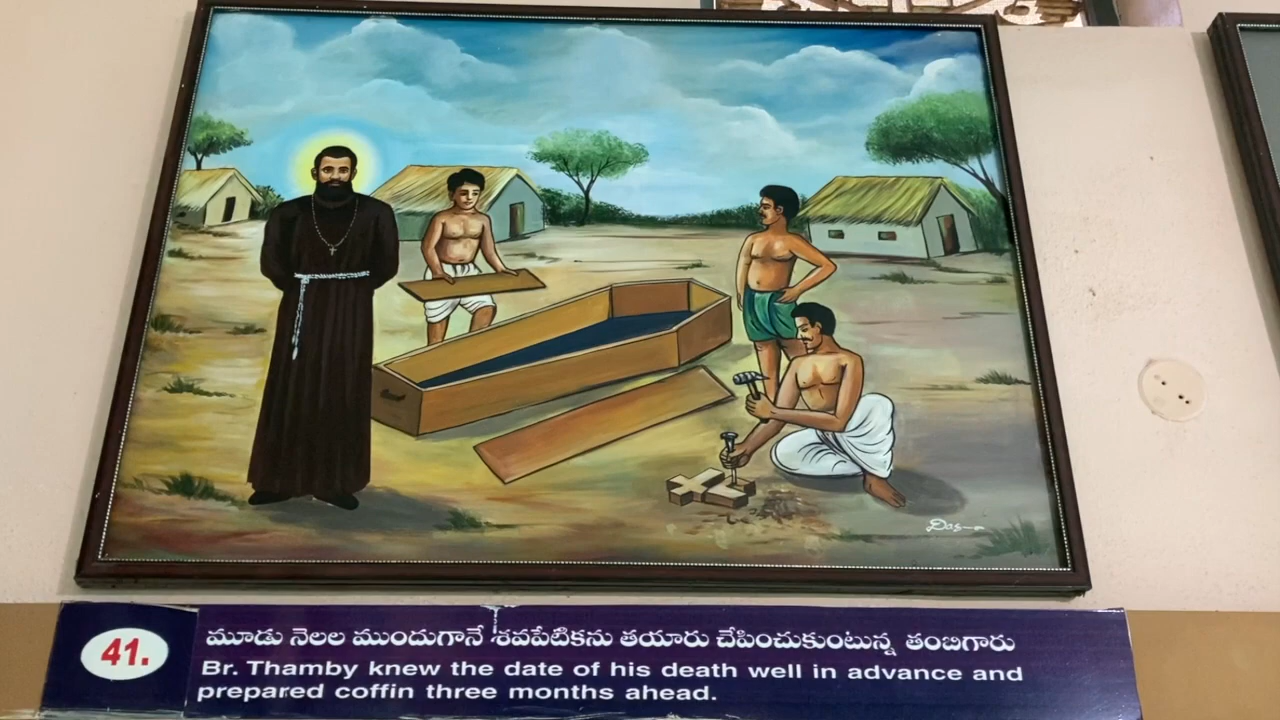 41.
మూడు నెలల ముందుగానే శవపేటికను తయారు చేపించుకుంటున్న తంబిగారు
Br. Thamby knew the date of his death well in advance and
prepared coffin three months ahead.